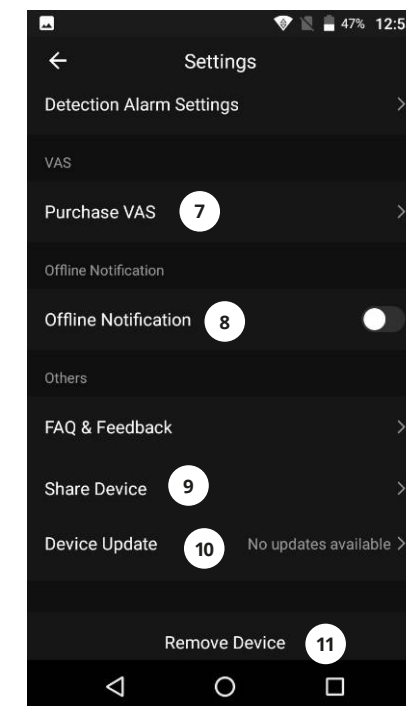 47% 12:5
Settings
Detection Alarm Settings
VAS
Purchase VAS 7
Offline Notification
Offline Notification 8
Others
FAQ & Feedback
Share Device 9
Device Update 10 No updates available
Remove Device 11